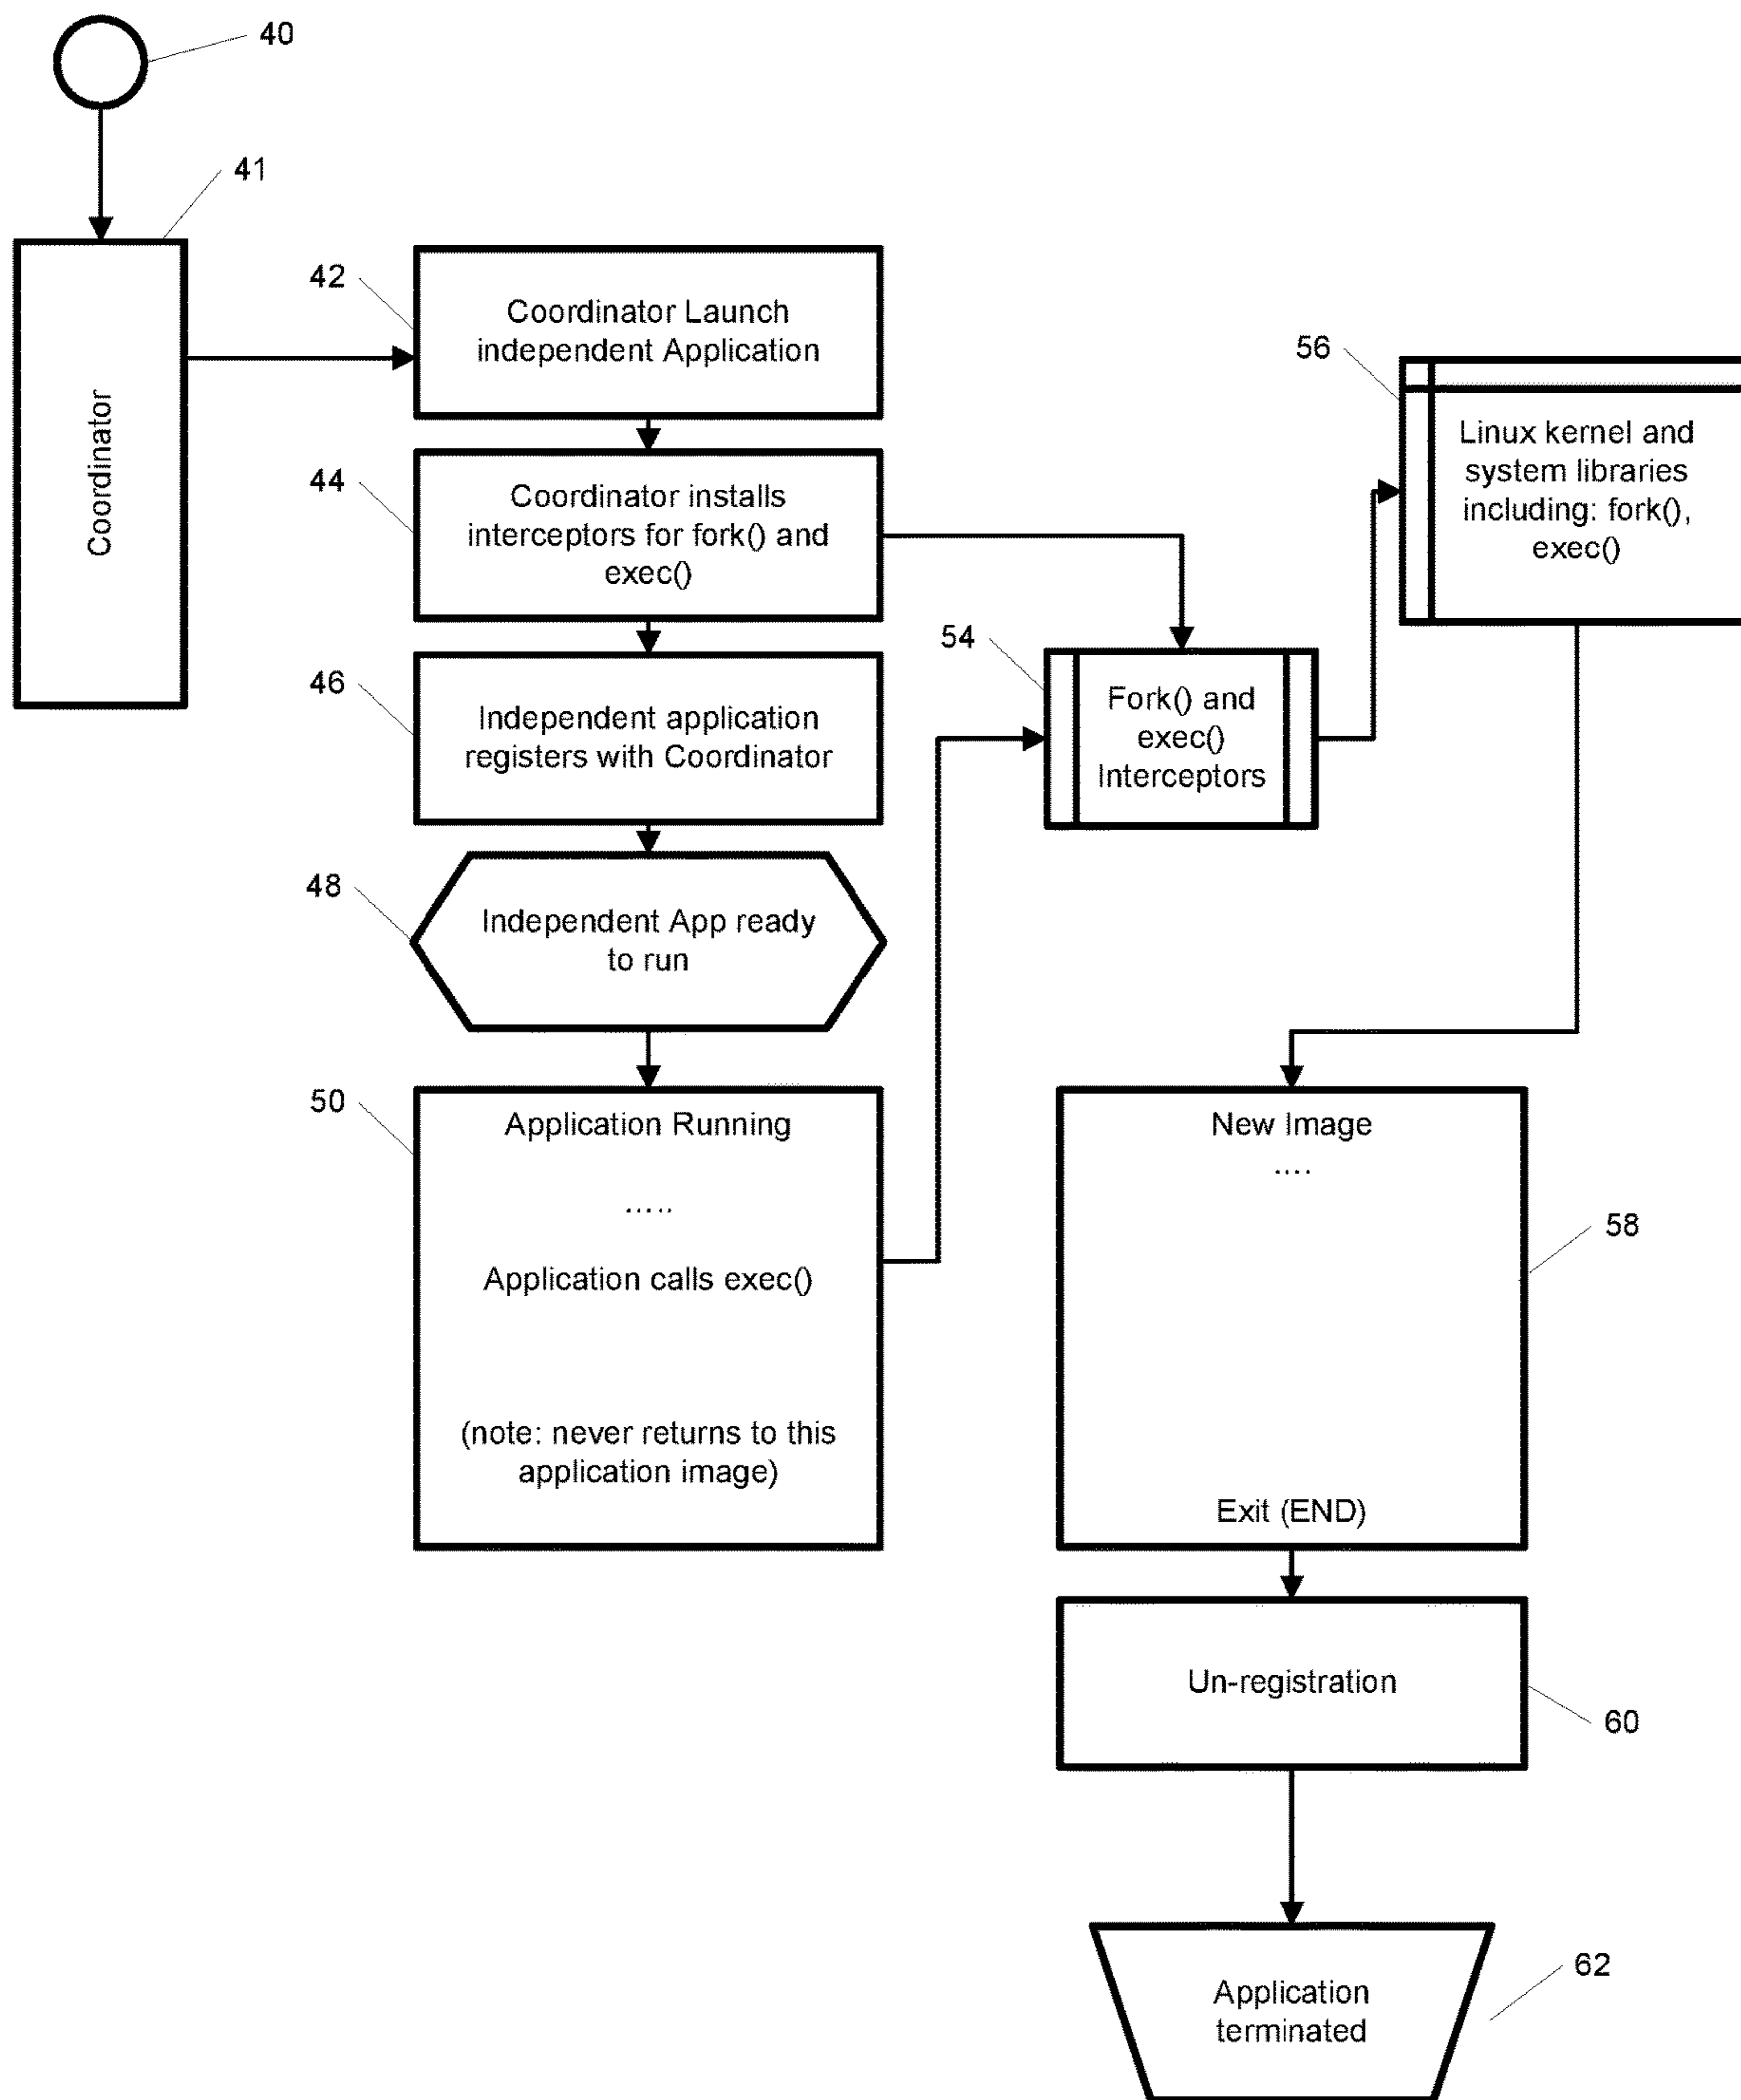 40
41
Coordinator
42
Coordinator Launch
independent Application
44
Coordinator installs
interceptors for fork() and
exec()
46
Independent application
registers with Coordinator
48
Independent App ready
to run
50
Application Running
.....
Application calls exec()
(note: never returns to this
application image)
54
Fork() and
exec()
Interceptors
56
Linux kernel and
system libraries
including: fork(),
exec()
New Image
....
Exit (END)
58
Un-registration
60
Application
terminated
62